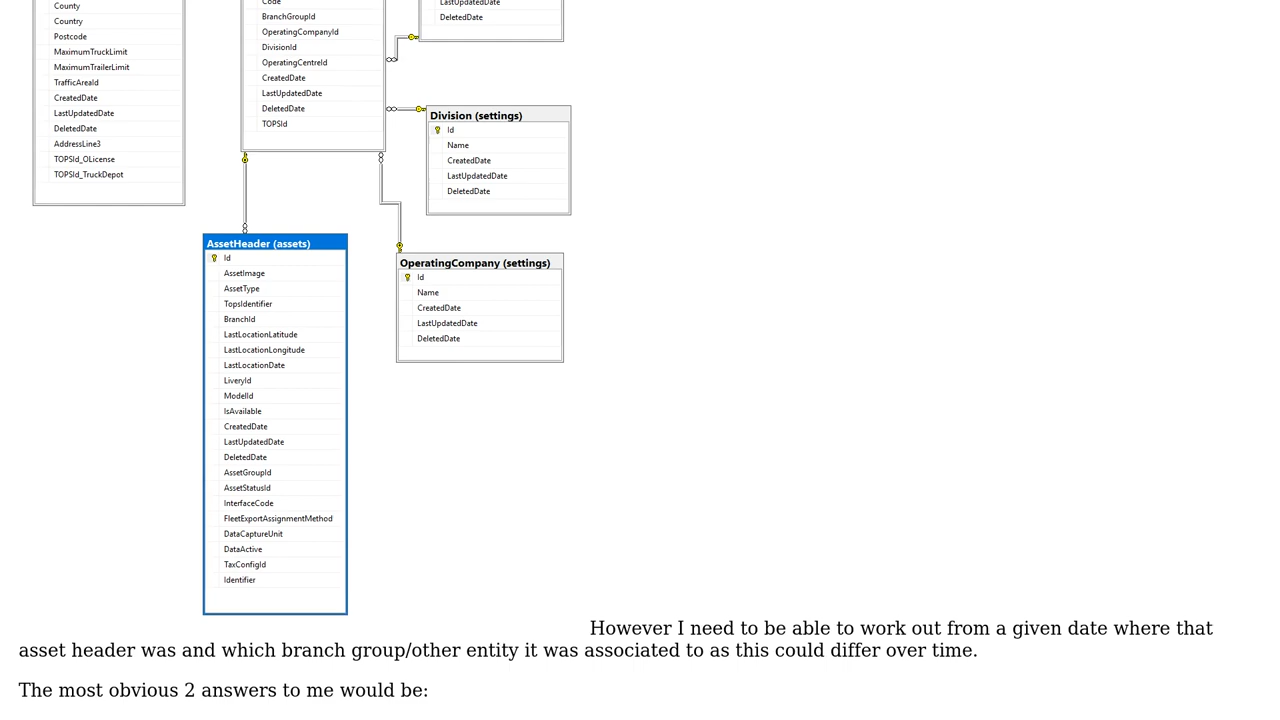 County
Country
Postcode
MaximumTruckLimit
MaximumTrailerLimit
TrafficAreaId
CreatedDate
LastUpdatedDate
DeletedDate
AddressLine3
TOPSId_OLicense
TOPSId_TruckDepot
Code
BranchGroupId
OperatingCompanyId
DivisionId
OperatingCentreId
CreatedDate
LastUpdatedDate
DeletedDate
TOPSId
LastUpdatedDate
DeletedDate
Division (settings)
Id
Name
CreatedDate
LastUpdatedDate
DeletedDate
AssetHeader (assets)
Id
AssetImage
AssetType
TopsIdentifier
BranchId
LastLocationLatitude
LastLocationLongitude
LastLocationDate
LiveryId
ModelId
IsAvailable
CreatedDate
LastUpdatedDate
DeletedDate
AssetGroupId
AssetStatusId
InterfaceCode
FleetExportAssignmentMethod
DataCaptureUnit
DataActive
TaxConfigId
Identifier
OperatingCompany (settings)
Id
Name
CreatedDate
LastUpdatedDate
DeletedDate
However I need to be able to work out from a given date where that
asset header was and which branch group/other entity it was associated to as this could differ over time.
The most obvious 2 answers to me would be: